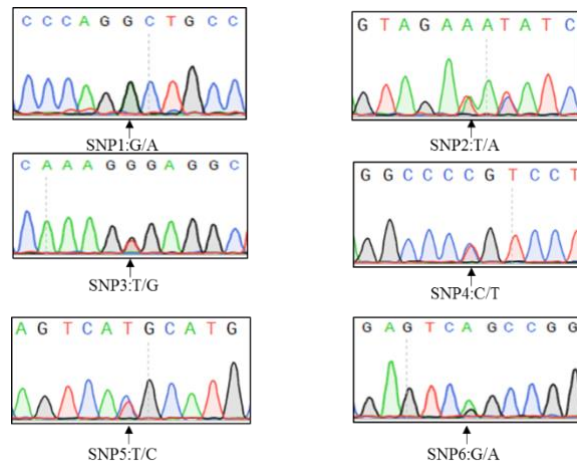 C C C A G G C T G C C
SNP1:G/A
G T A G A A A T A T C
SNP2:T/A
C A A A G G G A G G C
SNP3:T/G
G G C C C C G T C C T
SNP4:C/T
A G T C A T G C A T G
SNP5:T/C
G A G T C A G C C G G
SNP6:G/A